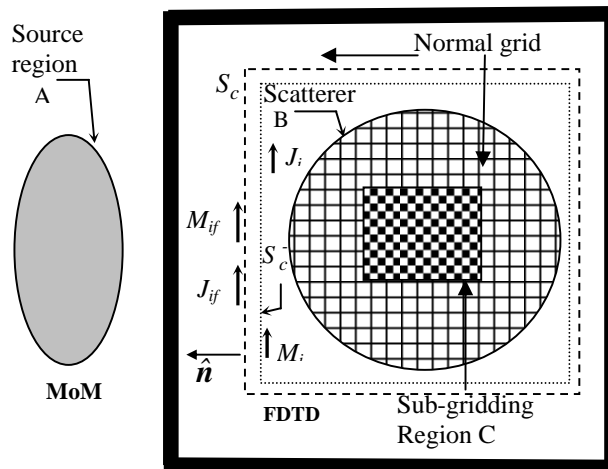 Source
region
A
MoM
Normal grid
S_c
Scatterer
B
J_i
M_if
S_c^-
J_if
M_i
n̂
FDTD
Sub-gridding
Region C